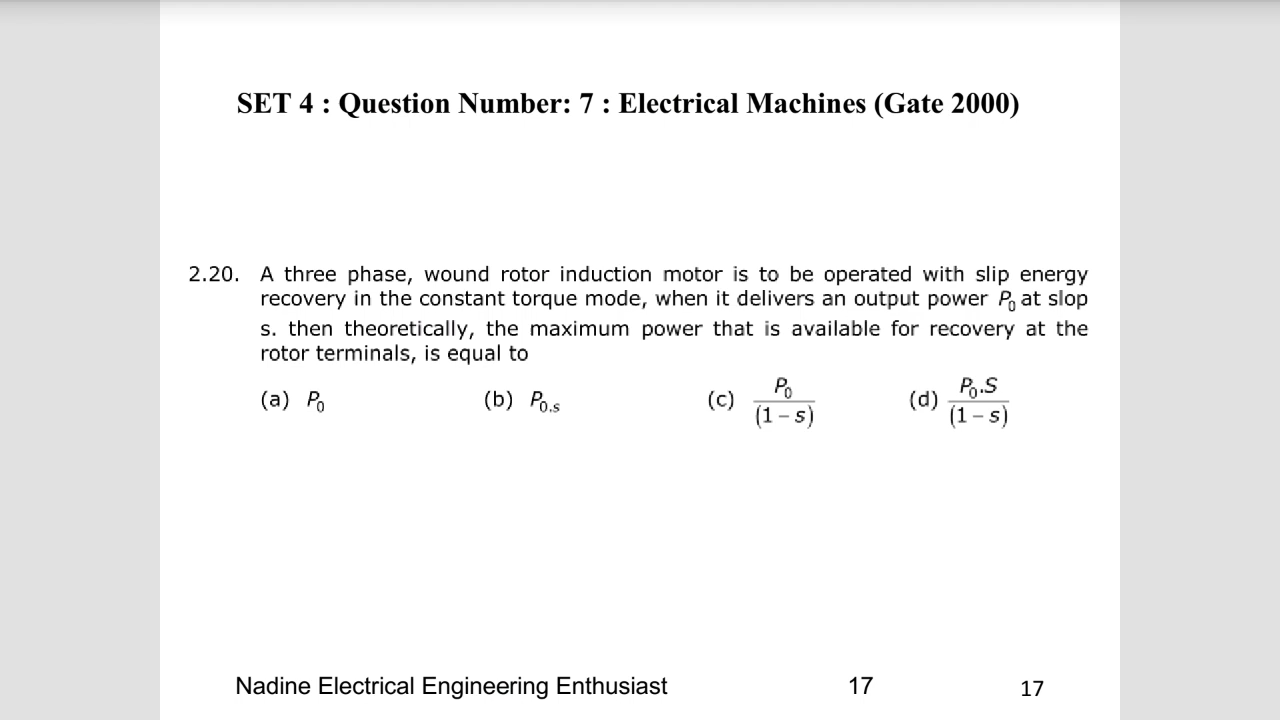 SET 4 : Question Number: 7 : Electrical Machines (Gate 2000)
2.20. A three phase, wound rotor induction motor is to be operated with slip energy
recovery in the constant torque mode, when it delivers an output power P₀ at slop
s. then theoretically, the maximum power that is available for recovery at the
rotor terminals, is equal to
(a) P₀ (b) P₀.s (c) P₀/(1 – s) (d) P₀.S/(1 – s)
Nadine Electrical Engineering Enthusiast 17 17